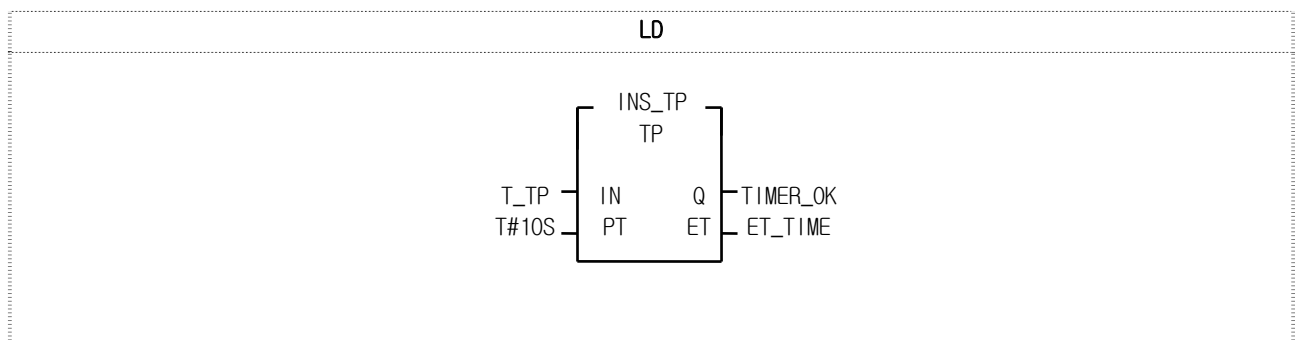 LD
INS_TP
TP
T_TP IN Q TIMER_OK
T#10S PT ET ET_TIME